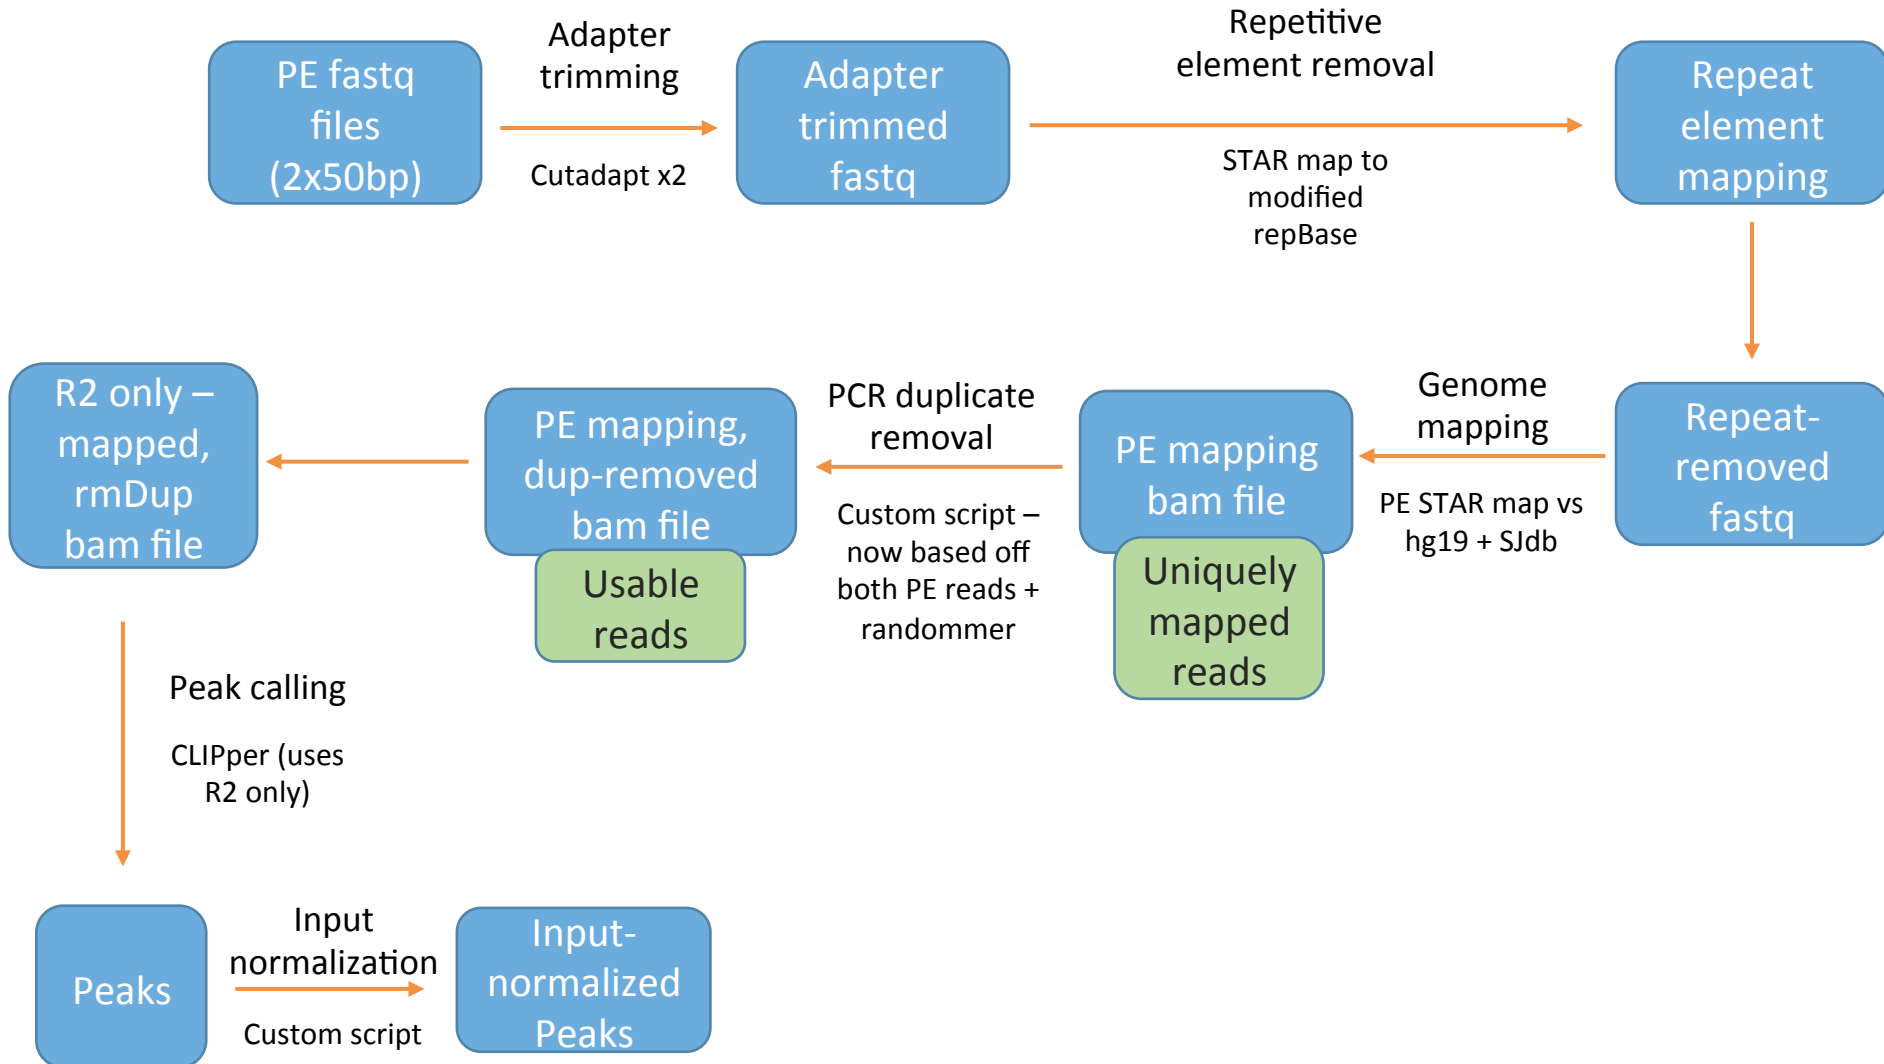 PE fastq
files
(2x50bp)
Adapter
trimming
Cutadapt x2
Adapter
trimmed
fastq
Repetitive
element removal
STAR map to
modified
repBase
Repeat
element
mapping
Repeat-
removed
fastq
Genome
mapping
PE STAR map vs
hg19 + SJdb
PE mapping
bam file
Uniquely
mapped
reads
PCR duplicate
removal
Custom script –
now based off
both PE reads +
randommer
PE mapping,
dup-removed
bam file
Usable
reads
R2 only –
mapped,
rmDup
bam file
Peak calling
CLIPper (uses
R2 only)
Peaks
Input
normalization
Custom script
Input-
normalized
Peaks